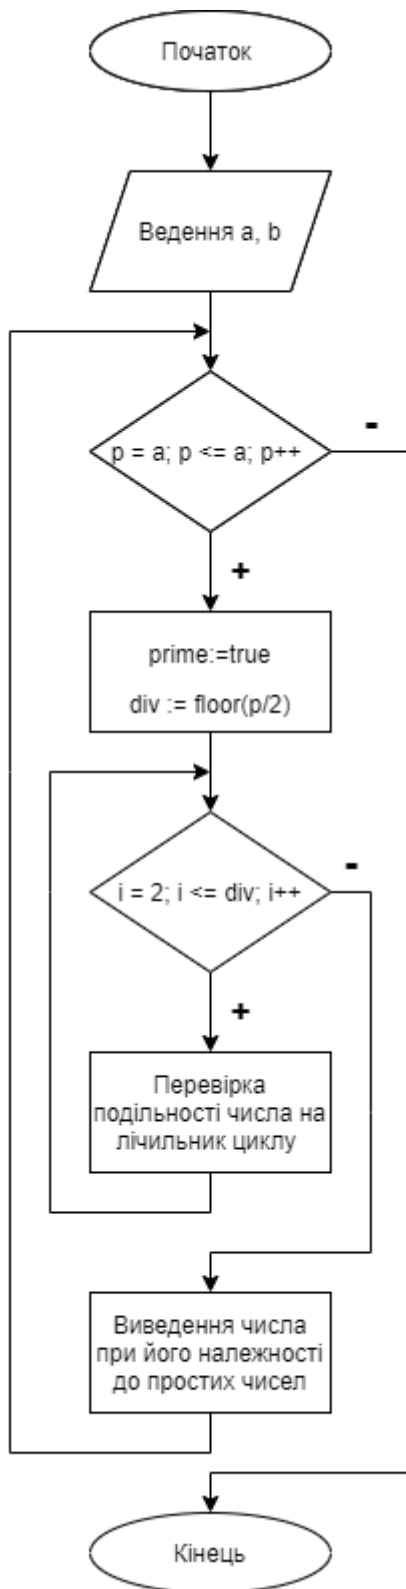 Початок
Ведення a, b
p = a; p <= a; p++
-
+
prime:=true
div := floor(p/2)
i = 2; i <= div; i++
-
+
Перевірка
подільності числа на
лічильник циклу
Виведення числа
при його належності
до простих чисел
Кінець